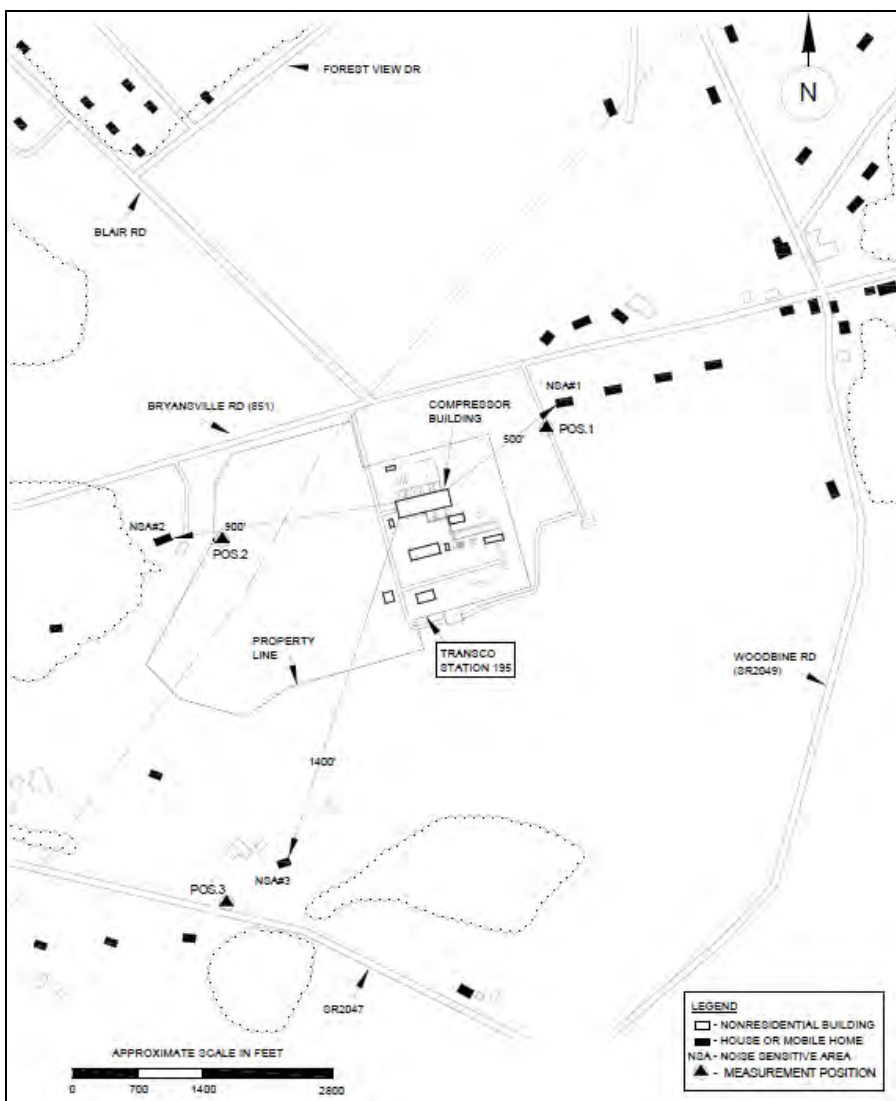 FOREST VIEW DR
N
BLAIR RD
BRYANSVILLE RD (851)
COMPRESSOR
BUILDING
NSA#1
POS.1
500'
NSA#2
900'
POS.2
PROPERTY
LINE
TRANSCO
STATION 195
WOODBINE RD
(SR2049)
1400'
NSA#3
POS.3
SR2047
APPROXIMATE SCALE IN FEET
0 700 1400 2800
LEGEND
- NONRESIDENTIAL BUILDING
- HOUSE OR MOBILE HOME
NSA - NOISE SENSITIVE AREA
- MEASUREMENT POSITION